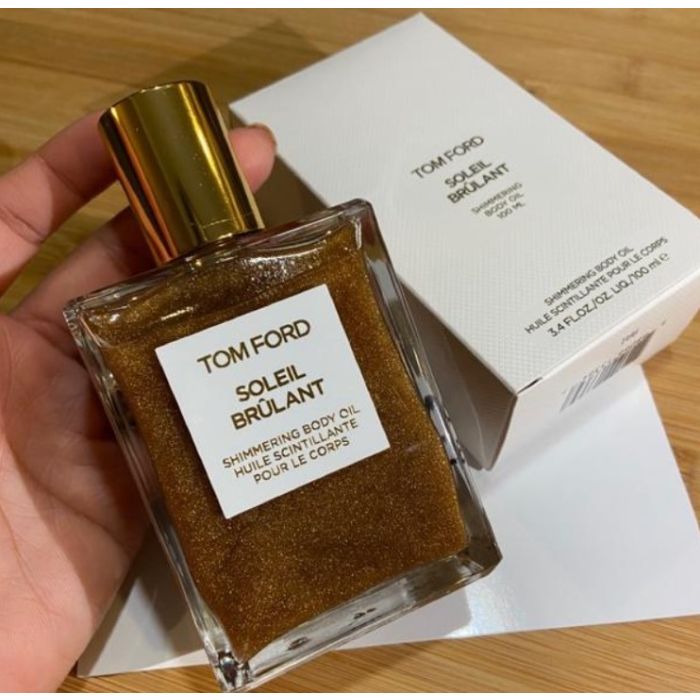 TOM FORD
SOLEIL
BRÛLANT
SHIMMERING BODY OIL
HUILE SCINTILLANTE
POUR LE CORPS
TOM FORD
SOLEIL
BRÛLANT
SHIMMERING
BODY OIL
100 ML
SHIMMERING BODY OIL
HUILE SCINTILLANTE POUR LE CORPS
3.4 FL.OZ/OZ. LIQ./100 ml ℮